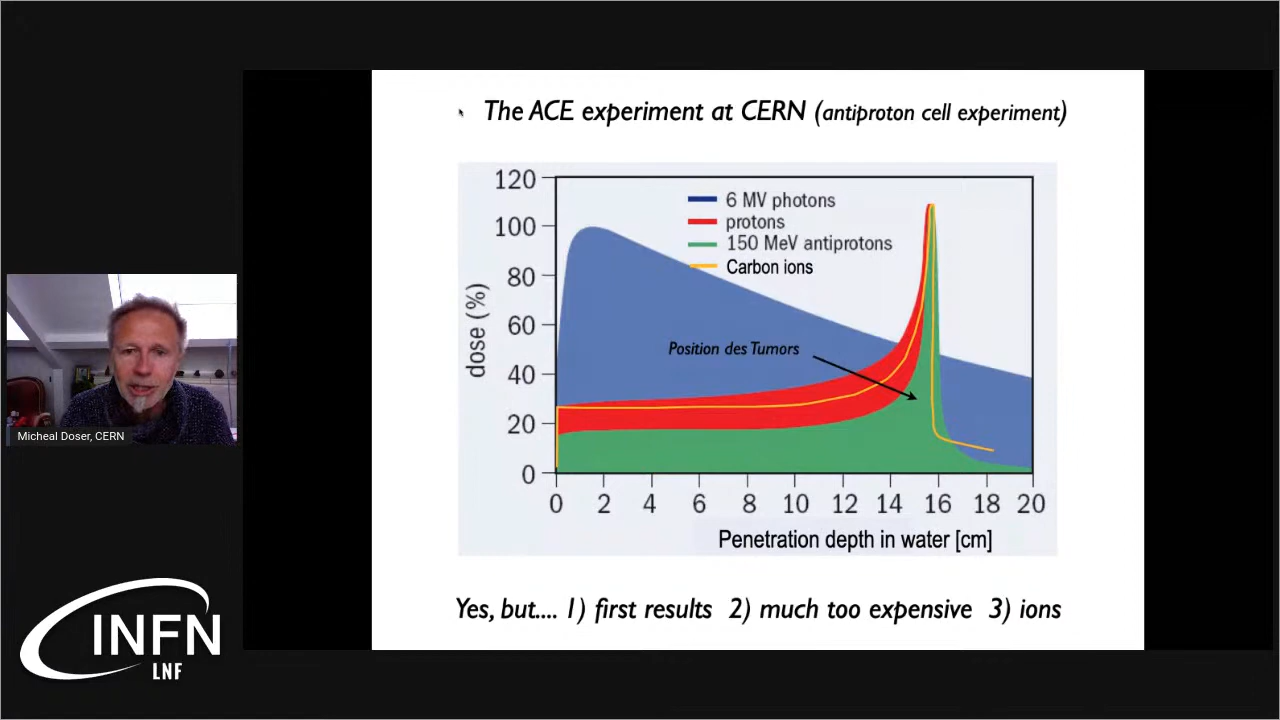 The ACE experiment at CERN (antiproton cell experiment)
120
100
80
60
40
20
0
dose (%)
6 MV photons
protons
150 MeV antiprotons
Carbon ions
Position des Tumors
0 2 4 6 8 10 12 14 16 18 20
Penetration depth in water [cm]
Yes, but.... 1) first results 2) much too expensive 3) ions
Micheal Doser, CERN
INFN
LNF